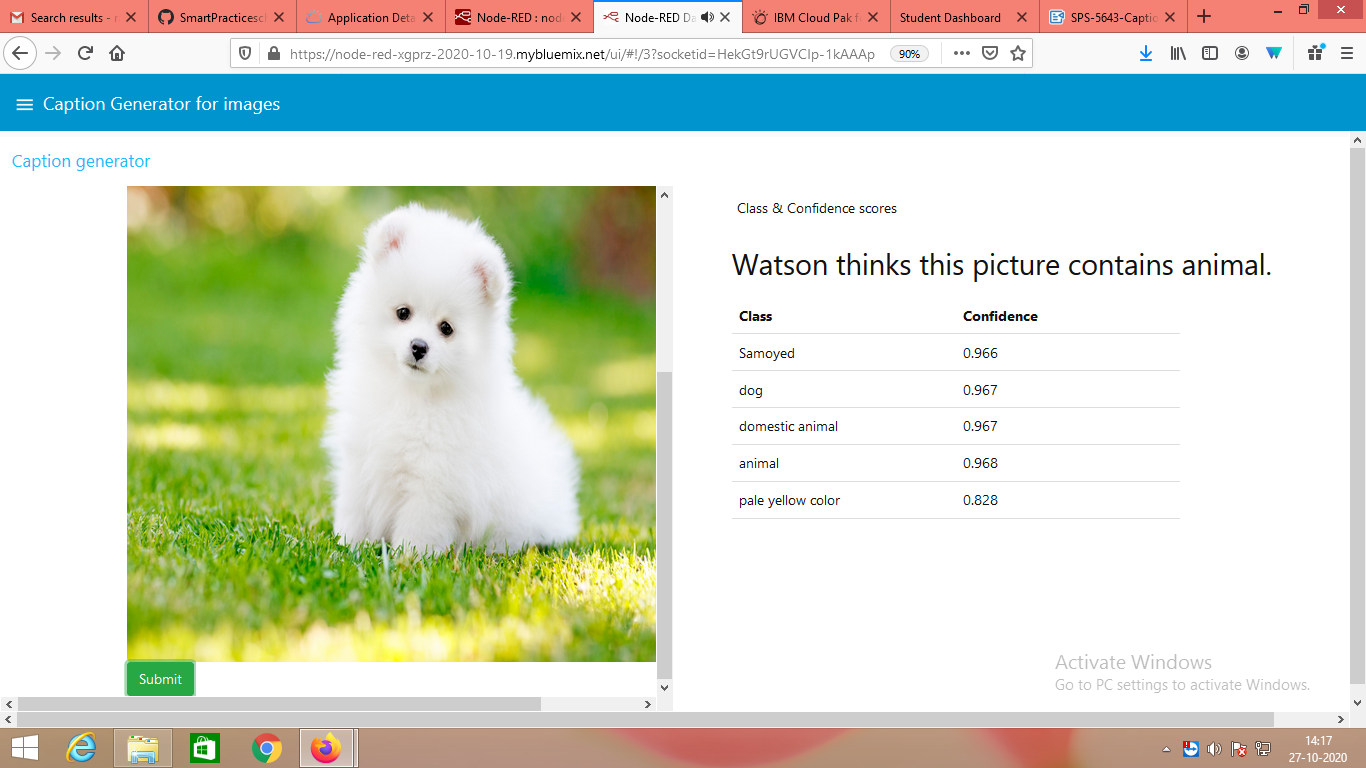 Search results - r
SmartPracticesch
Application Deta
Node-RED : node
Node-RED Da
IBM Cloud Pak f
Student Dashboard
SPS-5643-Captio
https://node-red-xgprz-2020-10-19.mybluemix.net/ui/#!/3?socketid=HekGt9rUGVCIp-1kAAAp
90%
Caption Generator for images
Caption generator
Class & Confidence scores
Watson thinks this picture contains animal.
Class Confidence
Samoyed 0.966
dog 0.967
domestic animal 0.967
animal 0.968
pale yellow color 0.828
Activate Windows
Go to PC settings to activate Windows.
Submit
14:17
27-10-2020